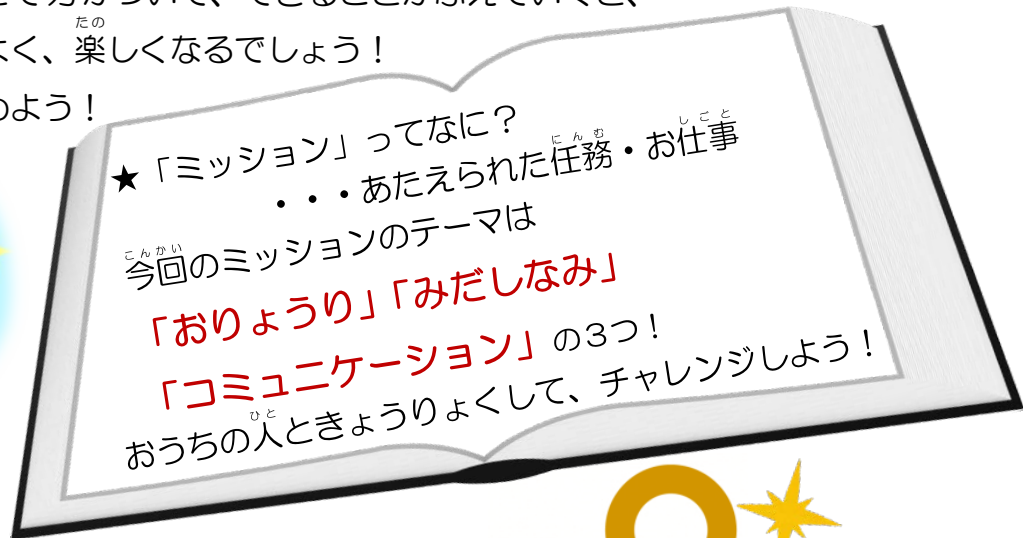 よく、楽しくなるでしょう！
よう！
★「ミッション」ってなに？
・・・あたえられた任務・お仕事
今回のミッションのテーマは
「おりょうり」「みだしなみ」
「コミュニケーション」の３つ！
おうちの人ときょうりょくして、チャレンジしよう！